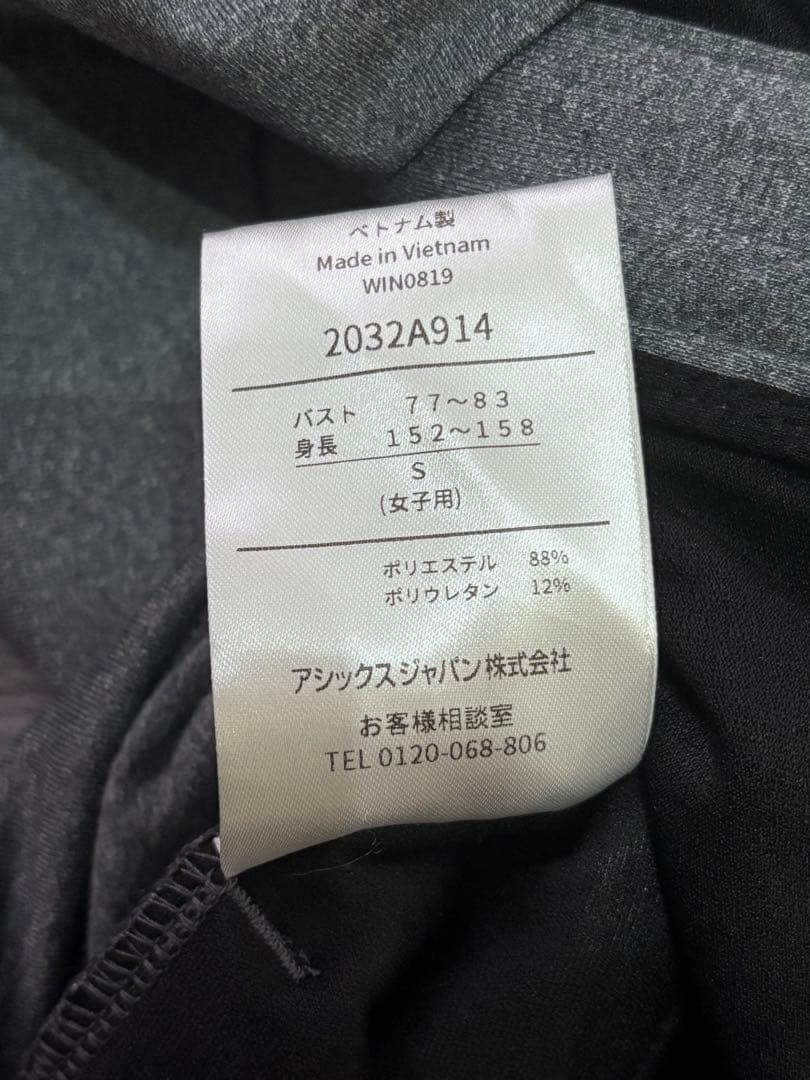 ベトナム製
Made in Vietnam
WIN0819
2032A914
バスト 77～83
身長 152～158
S
(女子用)
ポリエステル 88%
ポリウレタン 12%
アシックスジャパン株式会社
お客様相談室
TEL 0120-068-806